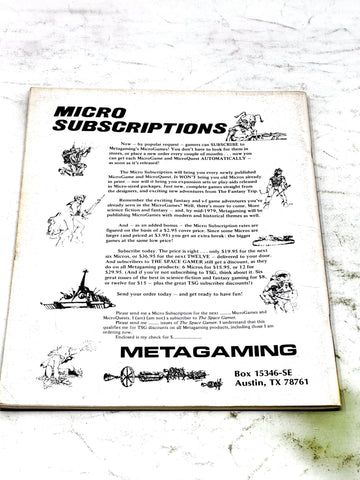 MICRO
SUBSCRIPTIONS
Now — by popular request — gamers can SUBSCRIBE to
Metagaming's MicroGames! You don't have to look for them in
stores, or place a new order every couple of months . . . now you
can get each MicroGame and MicroQuest AUTOMATICALLY —
as soon as it's released!
The Micro Subscription will bring you every newly published
MicroGame and MicroQuest. It WON'T bring you old Micros already
in print — nor will it bring you expansion sets or play-aids released
in Micro-sized packages. Just new, complete games straight from
the designers, and exciting new adventures from The Fantasy Trip.
Remember the exciting fantasy and s-f game adventures you've
already seen in the MicroGames? Well, there's more to come. More
science fiction and fantasy — and, by mid-1979, Metagaming will be
publishing MicroGames with modern and historical themes as well.
And — as an added bonus — the Micro Subscription rates are
figured on the basis of a $2.95 cover price. Since some Micros are
larger (and priced at $3.95) you get an extra break. The bigger
games at the same low price!
Subscribe today. The price is right . . . only $19.95 for the next
six Micros, or $36.95 for the next TWELVE — delivered to your door.
And subscribers to THE SPACE GAMER still get a discount, as they
do on all Metagaming products: 6 Micros for $15.95, or 12 for
$29.95. (And if you're not subscribing to TSG, think about it. Six
great issues of the best in science-fiction and fantasy gaming for $8,
or twelve for $15 — plus the TSG subscriber discounts!)
Send your order today — and get ready to have fun!
Please send me a Micro Subscription for the next ...... MicroGames and
MicroQuests. I (am) (am not) a subscriber to The Space Gamer.
Please send me ........ issues of The Space Gamer. I understand that this
qualifies me for TSG discounts on all Metagaming products, including those I am
ordering now.
Enclosed is my check for $............
METAGAMING
Box 15346-SE
Austin, TX 78761